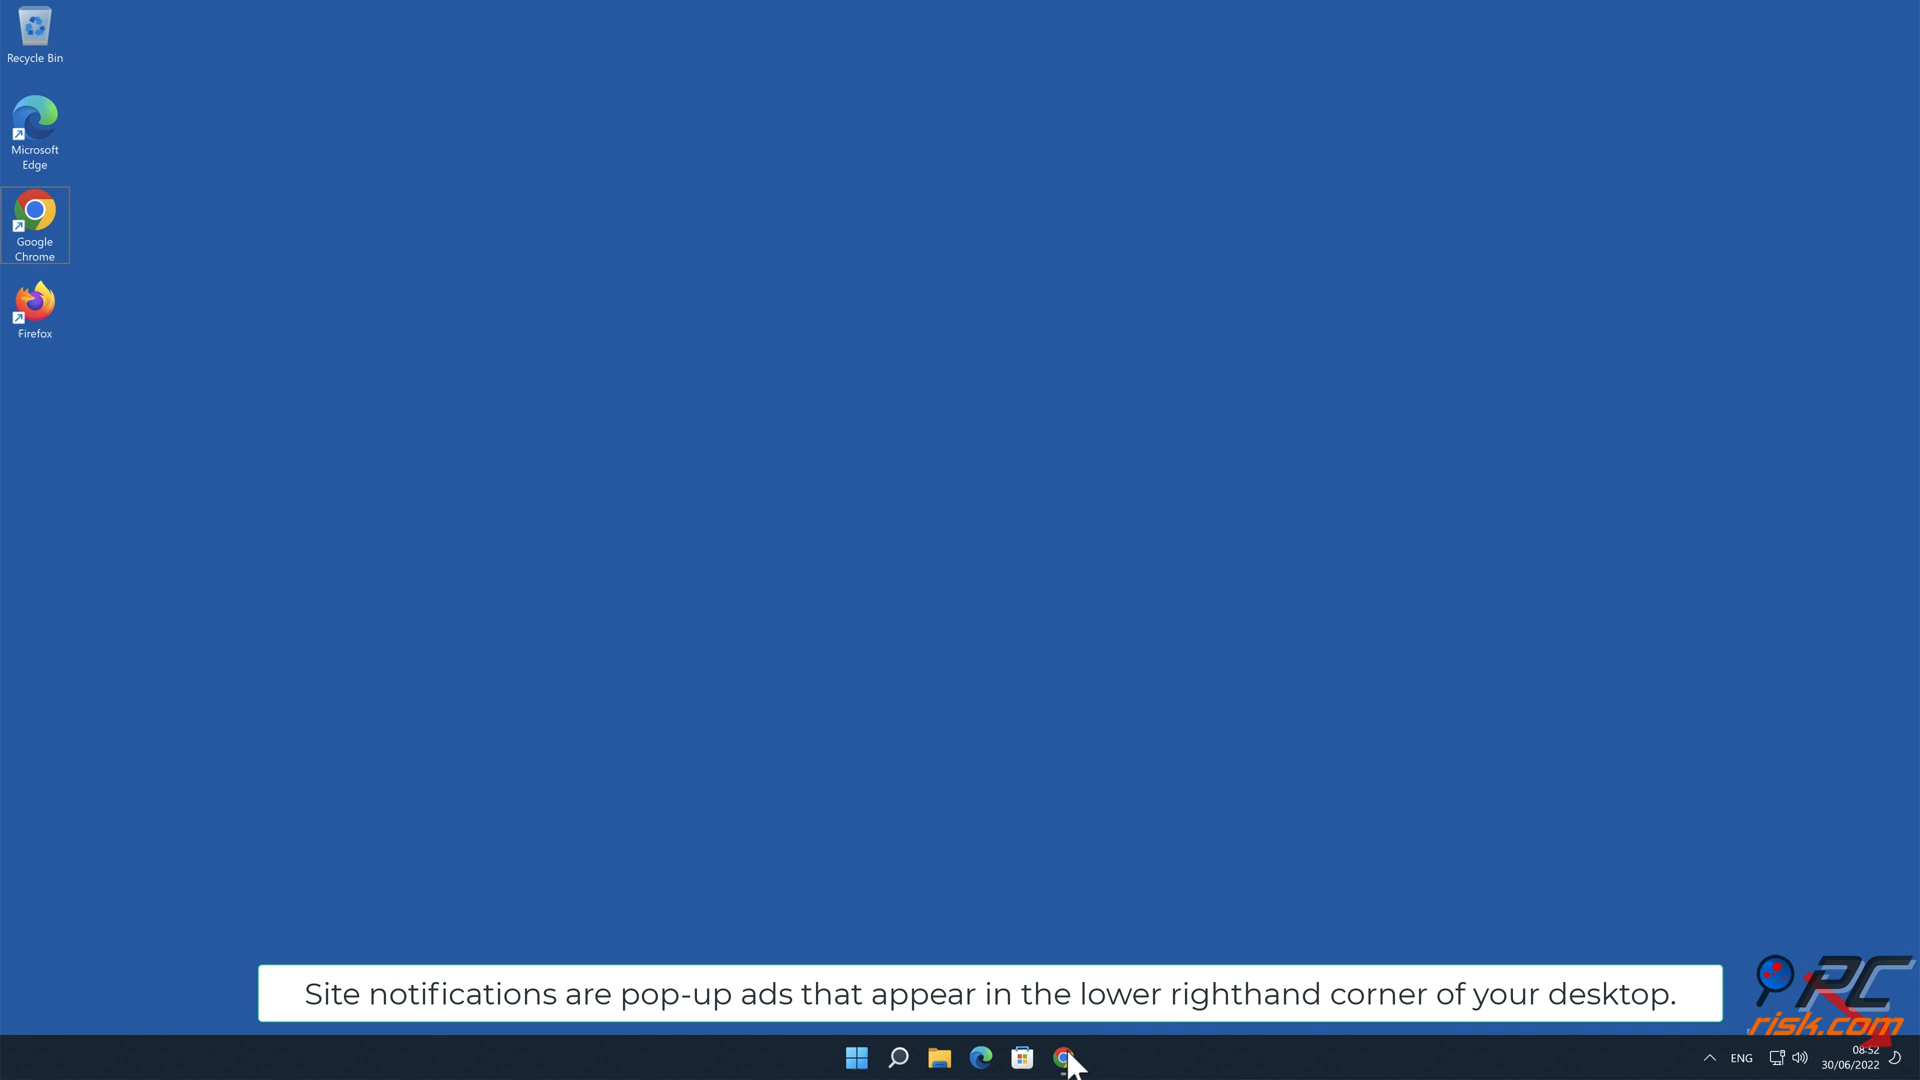 Recycle Bin
Microsoft
Edge
Google
Chrome
Firefox
Site notifications are pop-up ads that appear in the lower righthand corner of your desktop.
PC
risk.com
ENG
08:52
30/06/2022